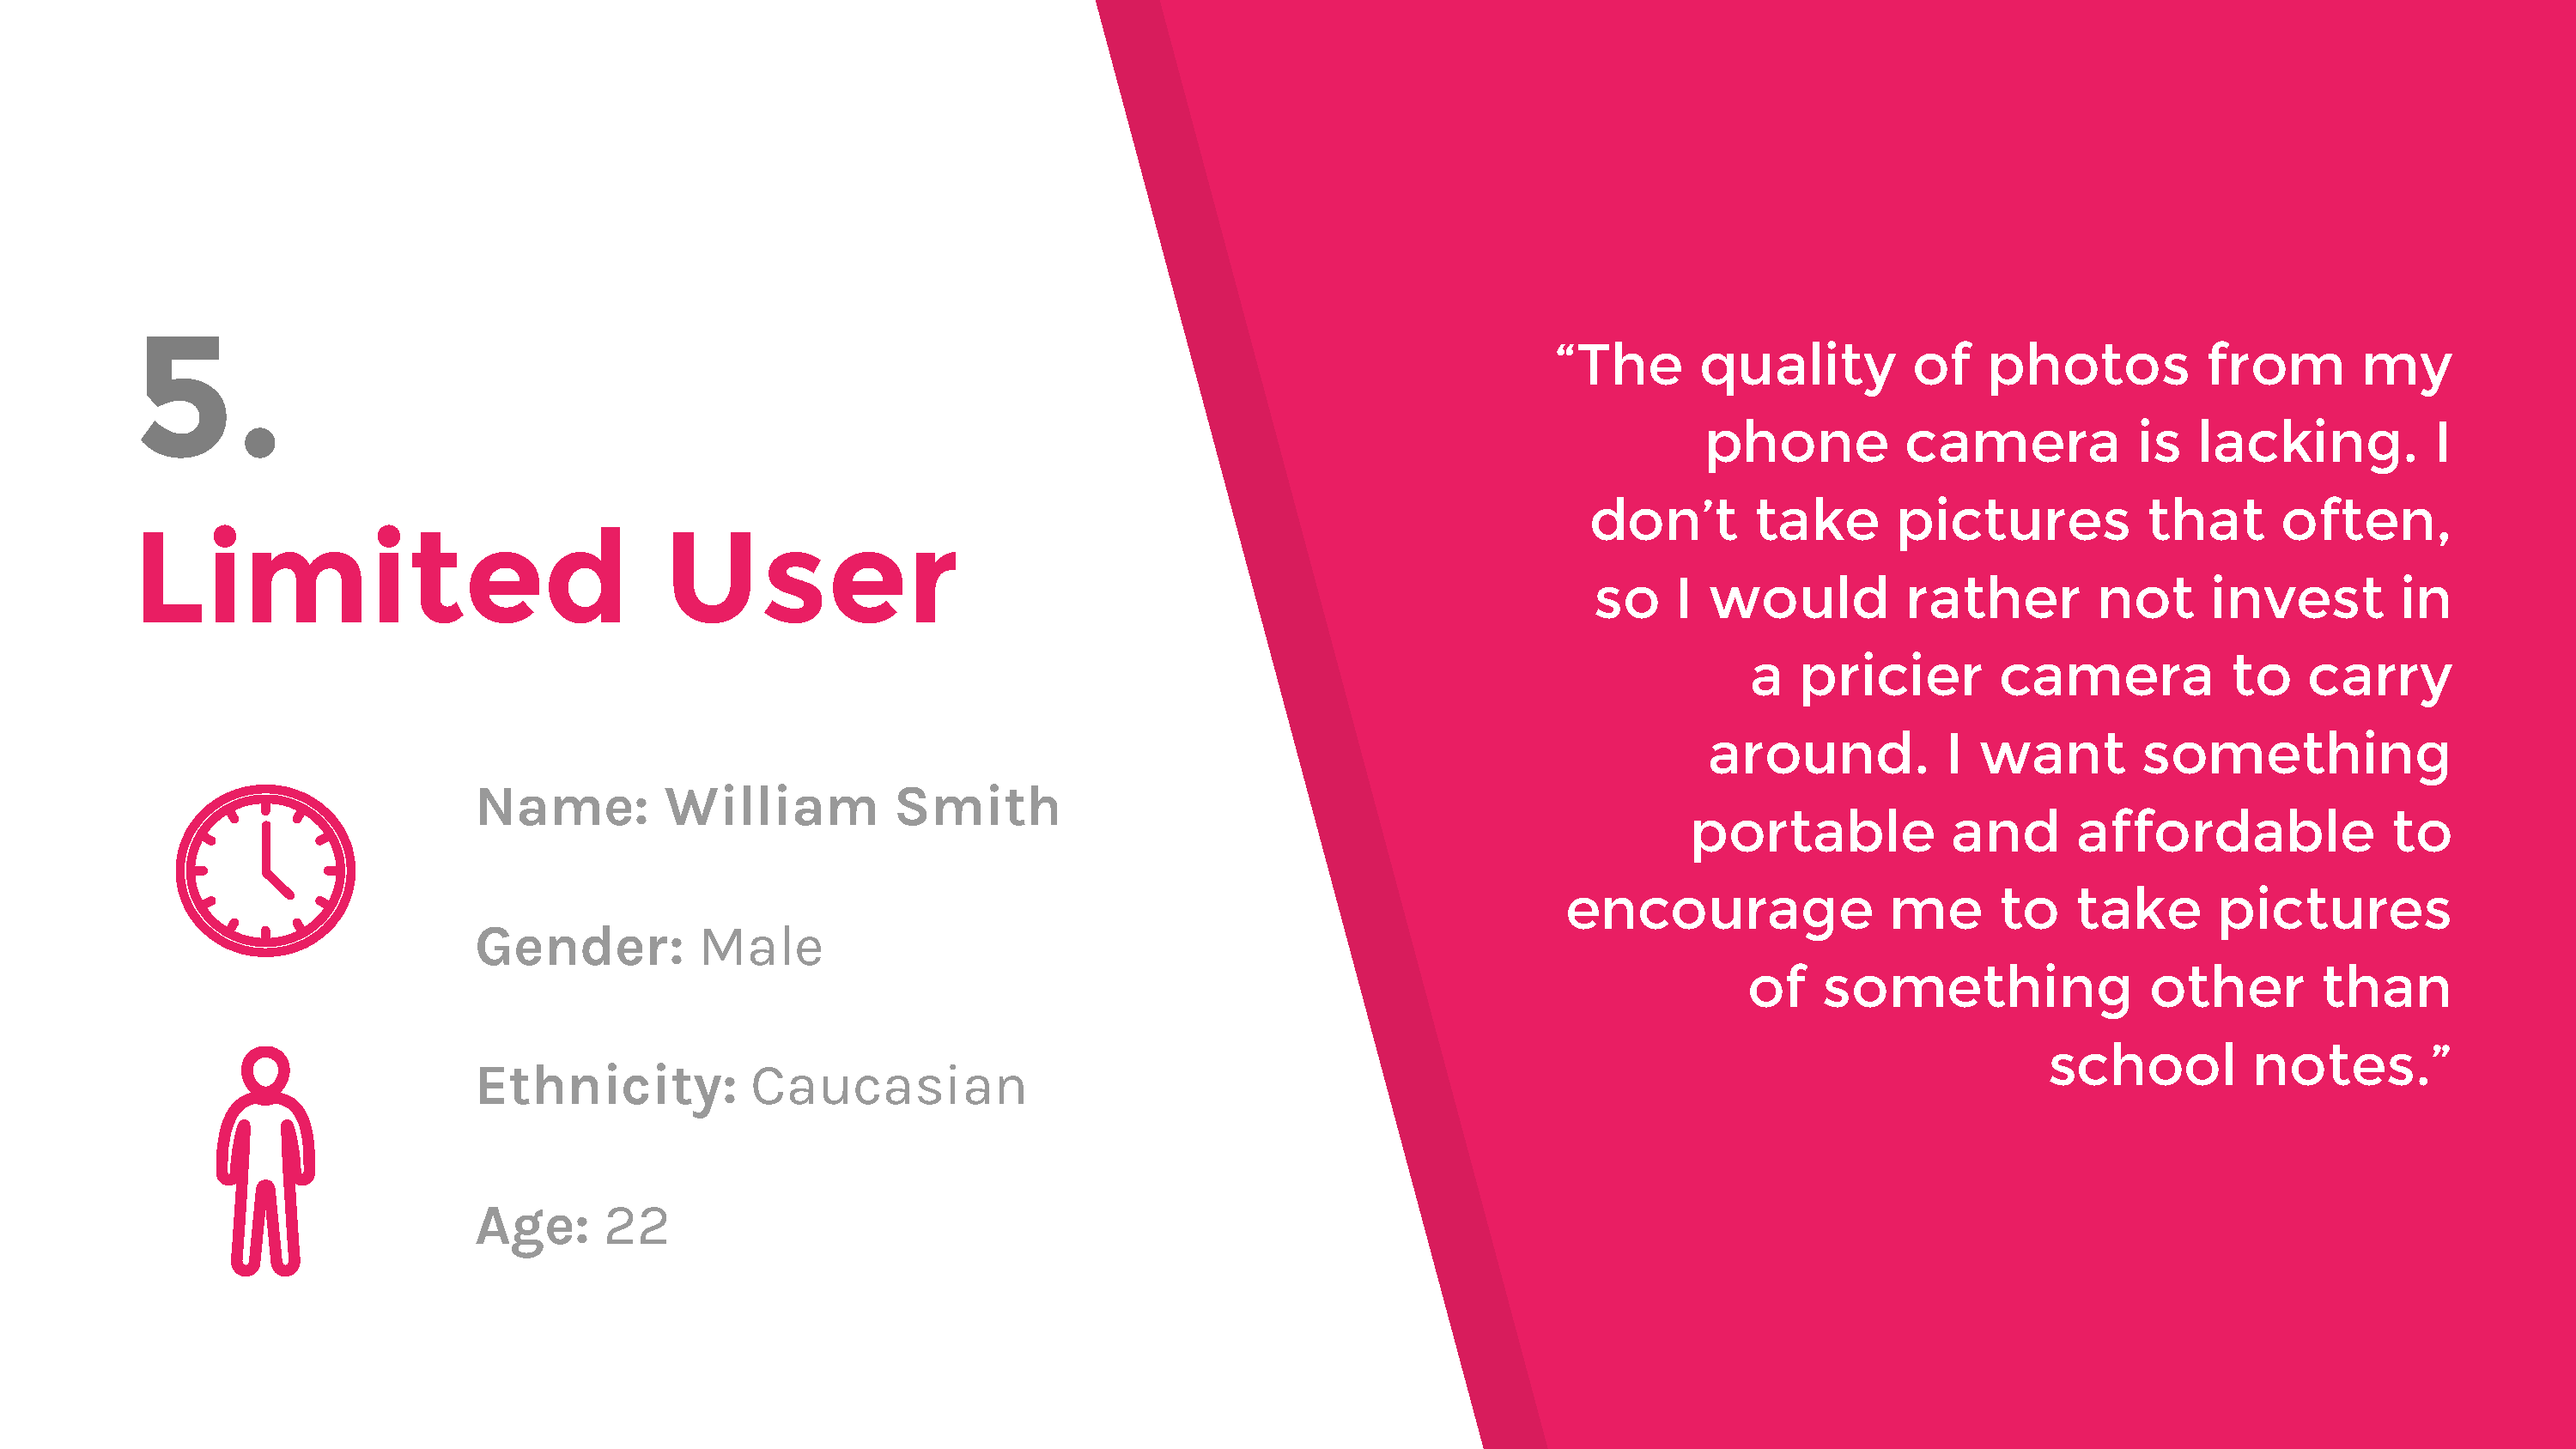 5.
Limited User
Name: William Smith
Gender: Male
Ethnicity: Caucasian
Age: 22
“The quality of photos from my
phone camera is lacking. I
don’t take pictures that often,
so I would rather not invest in
a pricier camera to carry
around. I want something
portable and affordable to
encourage me to take pictures
of something other than
school notes.”